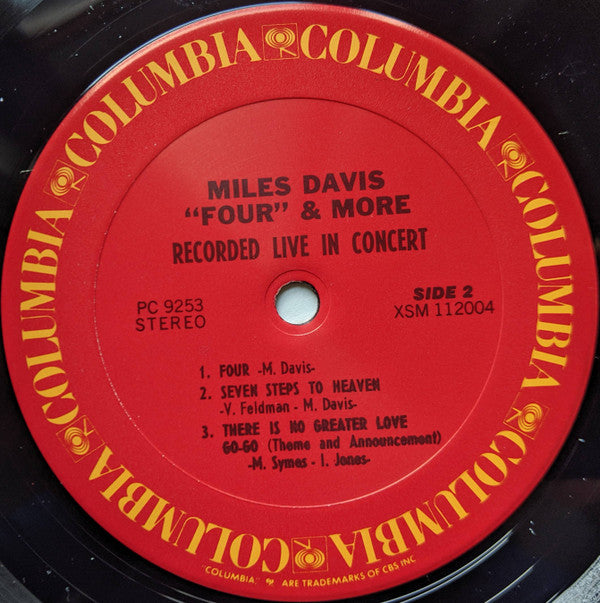 COLUMBIA COLUMBIA COLUMBIA COLUMBIA COLUMBIA COLUMBIA
MILES DAVIS
“FOUR” & MORE
RECORDED LIVE IN CONCERT
PC 9253
STEREO
SIDE 2
XSM 112004
1. FOUR -M. Davis-
2. SEVEN STEPS TO HEAVEN
-V. Feldman - M. Davis-
3. THERE IS NO GREATER LOVE
GO-GO (Theme and Announcement)
-M. Symes - I. Jones-
"COLUMBIA," ARE TRADEMARKS OF CBS INC